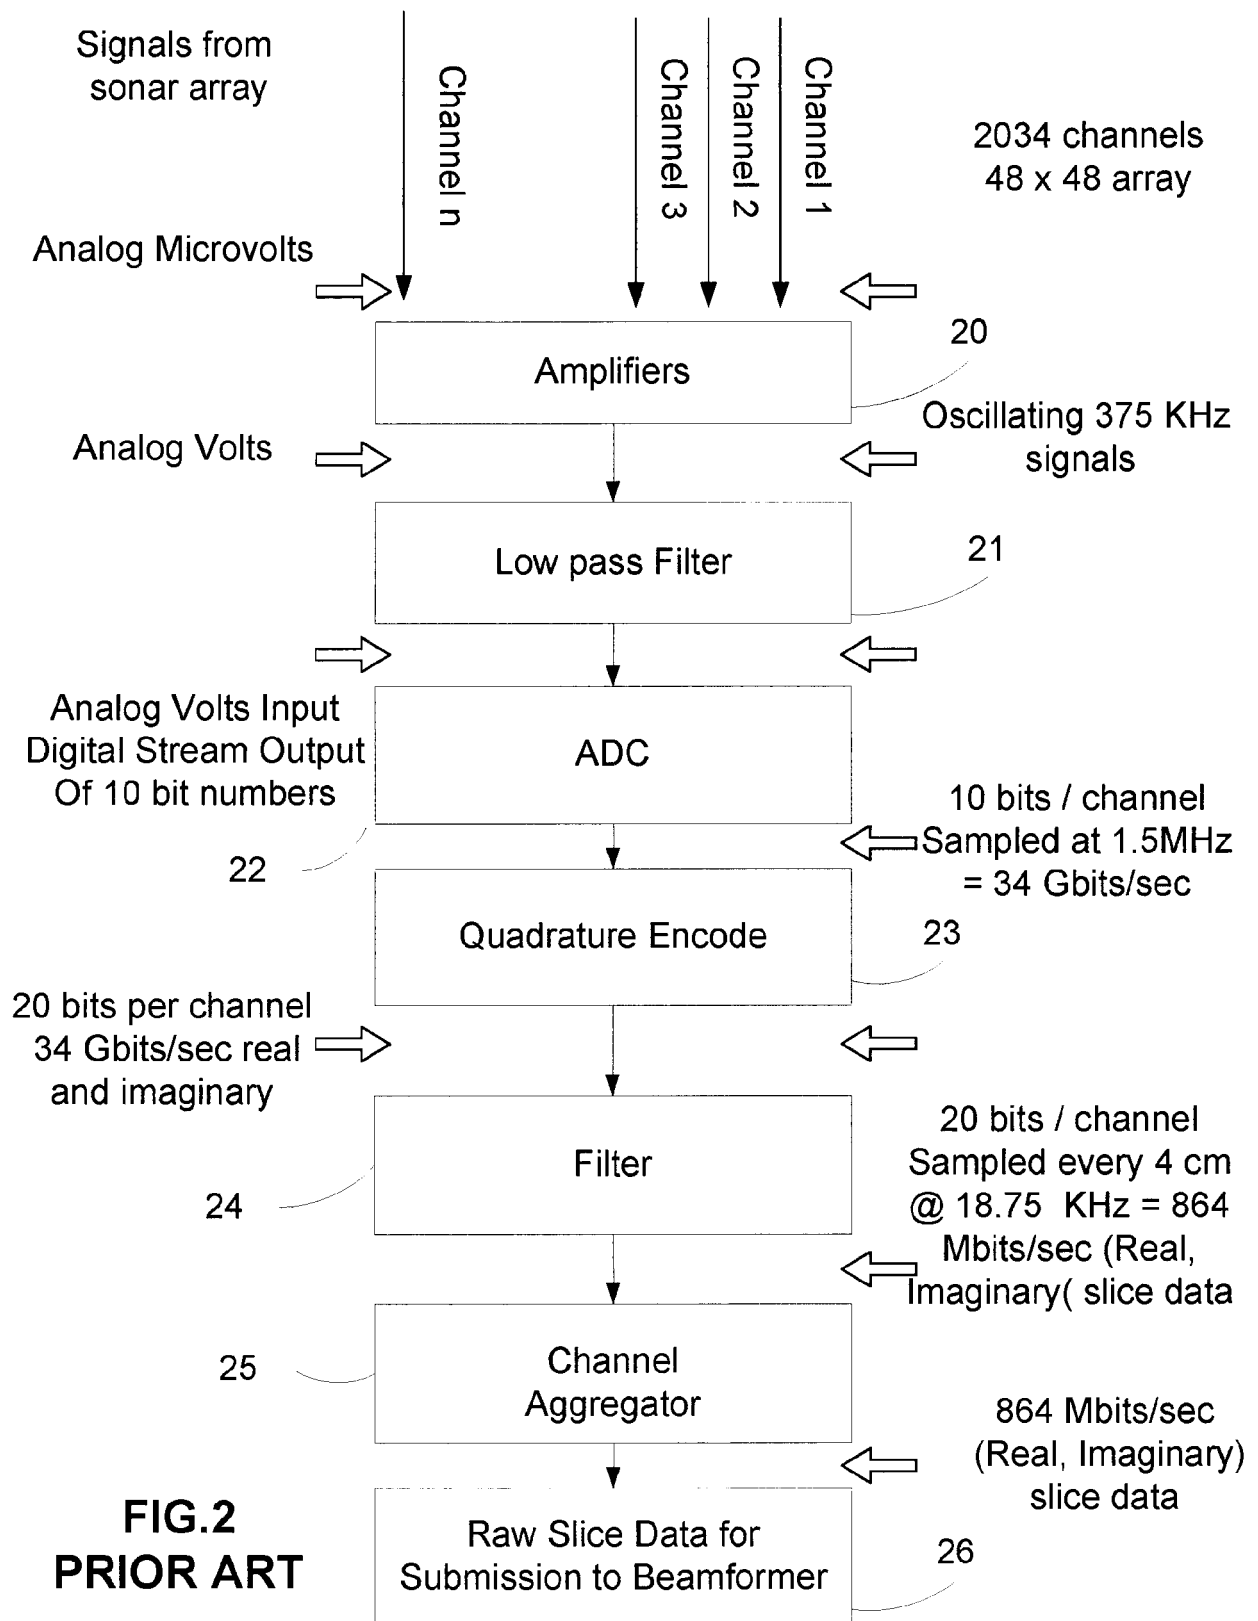 Signals from
sonar array
Channel n
Channel 3
Channel 2
Channel 1
2034 channels
48 x 48 array
Analog Microvolts
20
Amplifiers
Analog Volts
Oscillating 375 KHz
signals
21
Low pass Filter
Analog Volts Input
Digital Stream Output
Of 10 bit numbers
ADC
22
10 bits / channel
Sampled at 1.5MHz
= 34 Gbits/sec
Quadrature Encode
23
20 bits per channel
34 Gbits/sec real
and imaginary
Filter
24
20 bits / channel
Sampled every 4 cm
@ 18.75 KHz = 864
Mbits/sec (Real,
Imaginary( slice data
25
Channel
Aggregator
864 Mbits/sec
(Real, Imaginary)
slice data
FIG.2
PRIOR ART
Raw Slice Data for
Submission to Beamformer
26